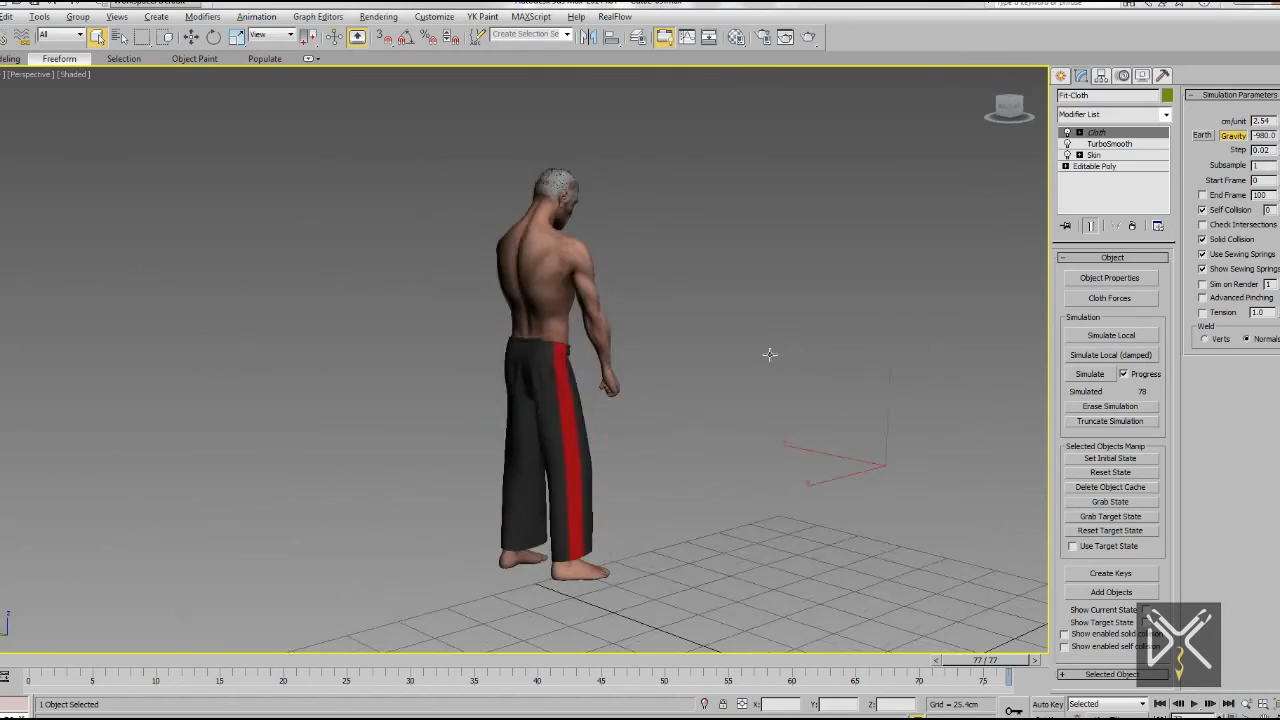 Edit Tools Group Views Create Modifiers Animation Graph Editors Rendering Customize YK Paint MAXScript Help RealFlow
All View Create Selection Se
Freeform Selection Object Paint Populate
] [Perspective] [Shaded]
Fit-Cloth
Modifier List
Cloth
TurboSmooth
Skin
Editable Poly
Object
Object Properties
Cloth Forces
Simulation
Simulate Local
Simulate Local (damped)
Simulate Progress
Simulated 78
Erase Simulation
Truncate Simulation
Selected Objects Manip
Set Initial State
Reset State
Delete Object Cache
Grab State
Grab Target State
Reset Target State
Use Target State
Create Keys
Add Objects
Show Current State
Show Target State
Show enabled solid collision
Show enabled self collision
Selected Object
Simulation Parameters
cm/unit 2.54
Earth Gravity -980.0
Step 0.02
Subsample 1
Start Frame 0
End Frame 100
Self Collision 0
Check Intersections
Solid Collision
Use Sewing Springs
Show Sewing Springs
Sim on Render 1
Advanced Pinching
Tension 1.0
Weld
Verts Normals
z
< 77 / 77 >
0 5 10 15 20 25 30 35 40 45 50 55 60 65 70 75
1 Object Selected X: Y: Z: Grid = 25.4cm Auto Key Selected